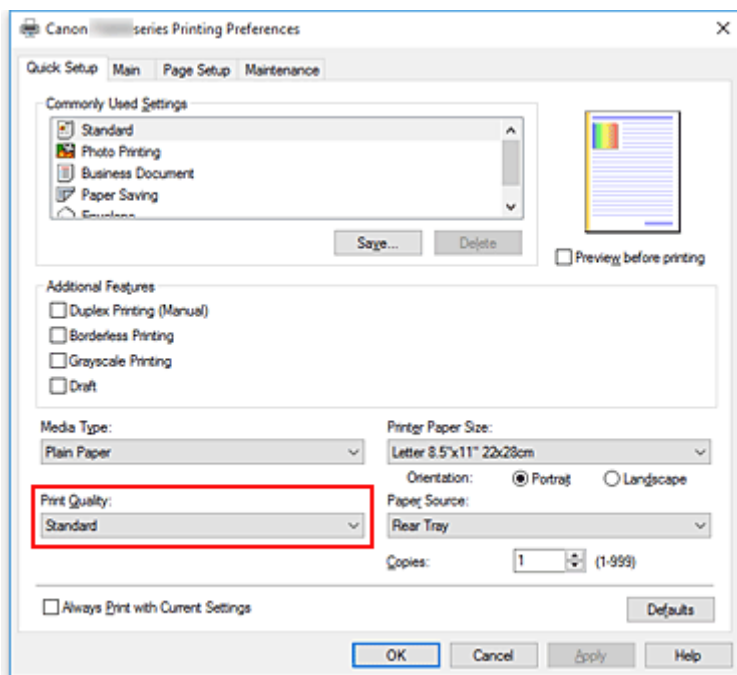 Canon series Printing Preferences
Quick Setup Main Page Setup Maintenance
Commonly Used Settings
Standard
Photo Printing
Business Document
Paper Saving
Envelope
Save... Delete
Preview before printing
Additional Features
Duplex Printing (Manual)
Borderless Printing
Grayscale Printing
Draft
Media Type:
Plain Paper
Printer Paper Size:
Letter 8.5"x11" 22x28cm
Orientation: Portrait Landscape
Print Quality:
Standard
Paper Source:
Rear Tray
Copies: 1 (1-999)
Always Print with Current Settings
Defaults
OK Cancel Apply Help